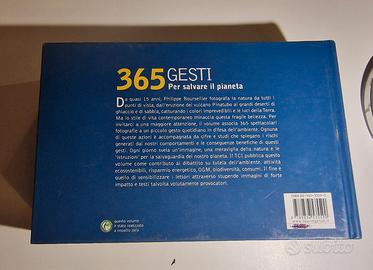 365 GESTI
Per salvare il pianeta
Da quasi 15 anni, Philippe Bourseiller fotografa la natura da tutti i
punti di vista, dall'eruzione del vulcano Pinatubo ai grandi deserti di
ghiaccio e di sabbia, catturando i colori imprevedibili e le luci della Terra.
Ma lo stile di vita contemporaneo minaccia questa fragile bellezza. Per
invitarci a una maggiore attenzione, il volume associa 365 spettacolari
fotografie a un piccolo gesto quotidiano in difesa dell'ambiente. Ognuna
di queste azioni è accompagnata da cifre e studi che spiegano i rischi
generati dai nostri comportamenti e le conseguenze benefiche di questi
gesti. Ogni giorno svela un'immagine, una meraviglia della natura e le
"istruzioni" per la salvaguardia del nostro pianeta. Il TCI pubblica questo
volume come contributo al dibattito su tutela dell'ambiente, attività
ecosostenibili, risparmio energetico, OGM, biodiversità, consumi. Il fine
è quello di sensibilizzare i lettori attraverso stupende immagini di forte
impatto e testi talvolta volutamente provocatori.
questo volume
è stato realizzato
a impatto zero
subito.it